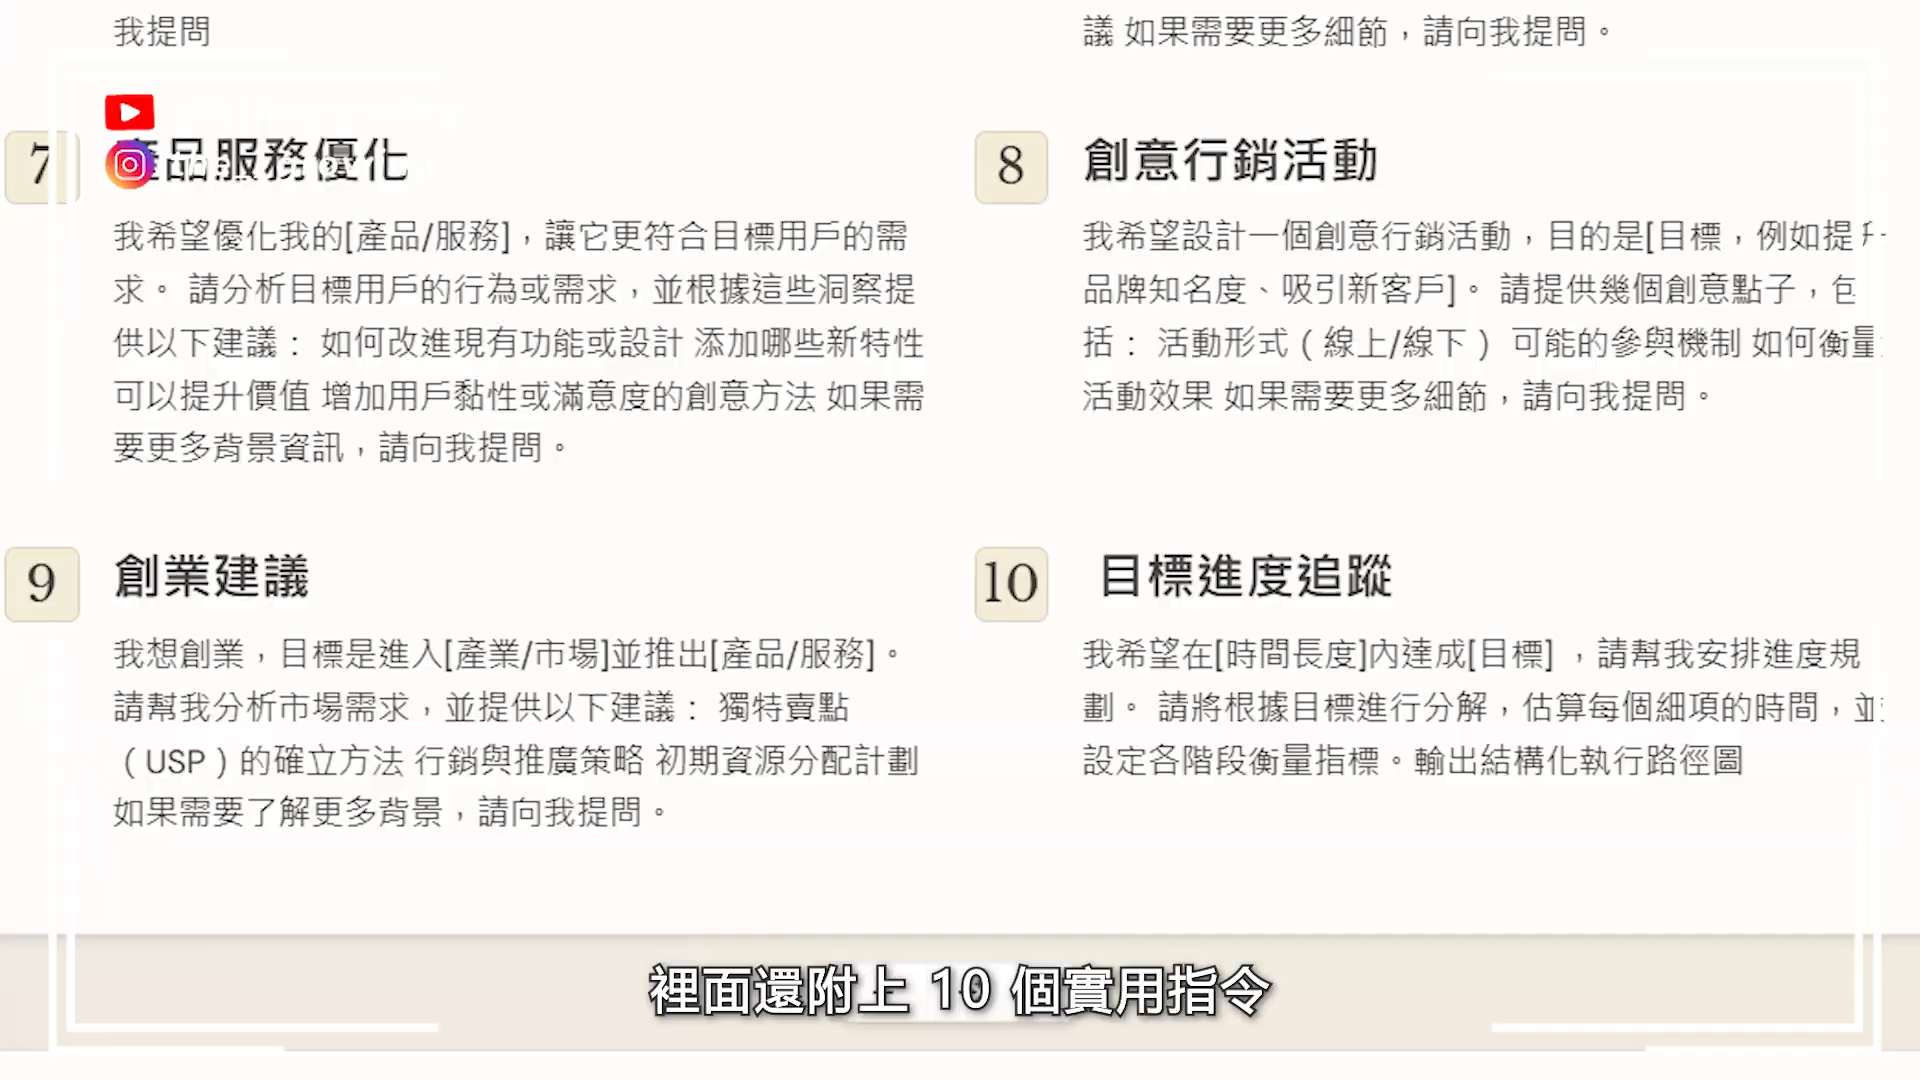 我提問
議 如果需要更多細節，請向我提問。
7
產品服務優化
我希望優化我的[產品/服務]，讓它更符合目標用戶的需
求。 請分析目標用戶的行為或需求，並根據這些洞察提
供以下建議： 如何改進現有功能或設計 添加哪些新特性
可以提升價值 增加用戶黏性或滿意度的創意方法 如果需
要更多背景資訊，請向我提問。
8
創意行銷活動
我希望設計一個創意行銷活動，目的是[目標，例如提升
品牌知名度、吸引新客戶]。 請提供幾個創意點子，包
括： 活動形式（線上/線下） 可能的參與機制 如何衡量
活動效果 如果需要更多細節，請向我提問。
9
創業建議
我想創業，目標是進入[產業/市場]並推出[產品/服務]。
請幫我分析市場需求，並提供以下建議： 獨特賣點
（USP）的確立方法 行銷與推廣策略 初期資源分配計劃
如果需要了解更多背景，請向我提問。
10
目標進度追蹤
我希望在[時間長度]內達成[目標] ，請幫我安排進度規
劃。 請將根據目標進行分解，估算每個細項的時間，並
設定各階段衡量指標。輸出結構化執行路徑圖
裡面還附上 10 個實用指令